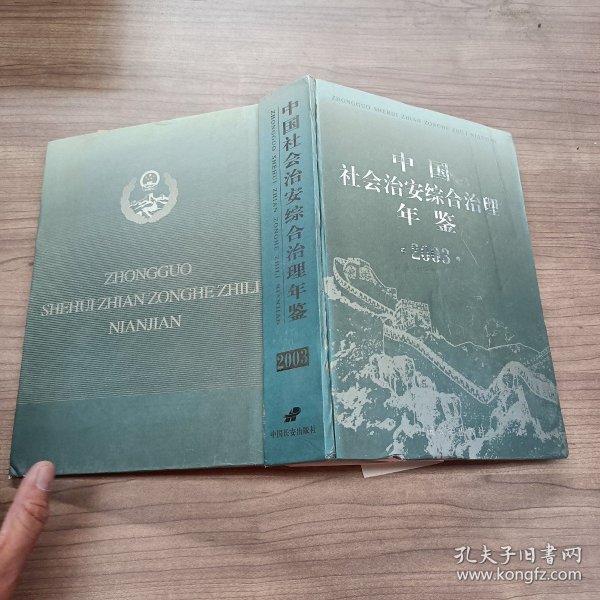 ZHONGGUO
SHEHUI ZHIAN ZONGHE ZHILI
NIANJIAN
中国社会治安综合治理年鉴
ZHONGGUO SHEHUI ZHIAN ZONGHE ZHILI NIANJIAN
2003
中国长安出版社
ZHONGGUO SHEHUI ZHIAN ZONGHE ZHILI NIANJIAN
中国
社会治安综合治理
年鉴
2003
孔夫子旧书网
www.kongfz.com